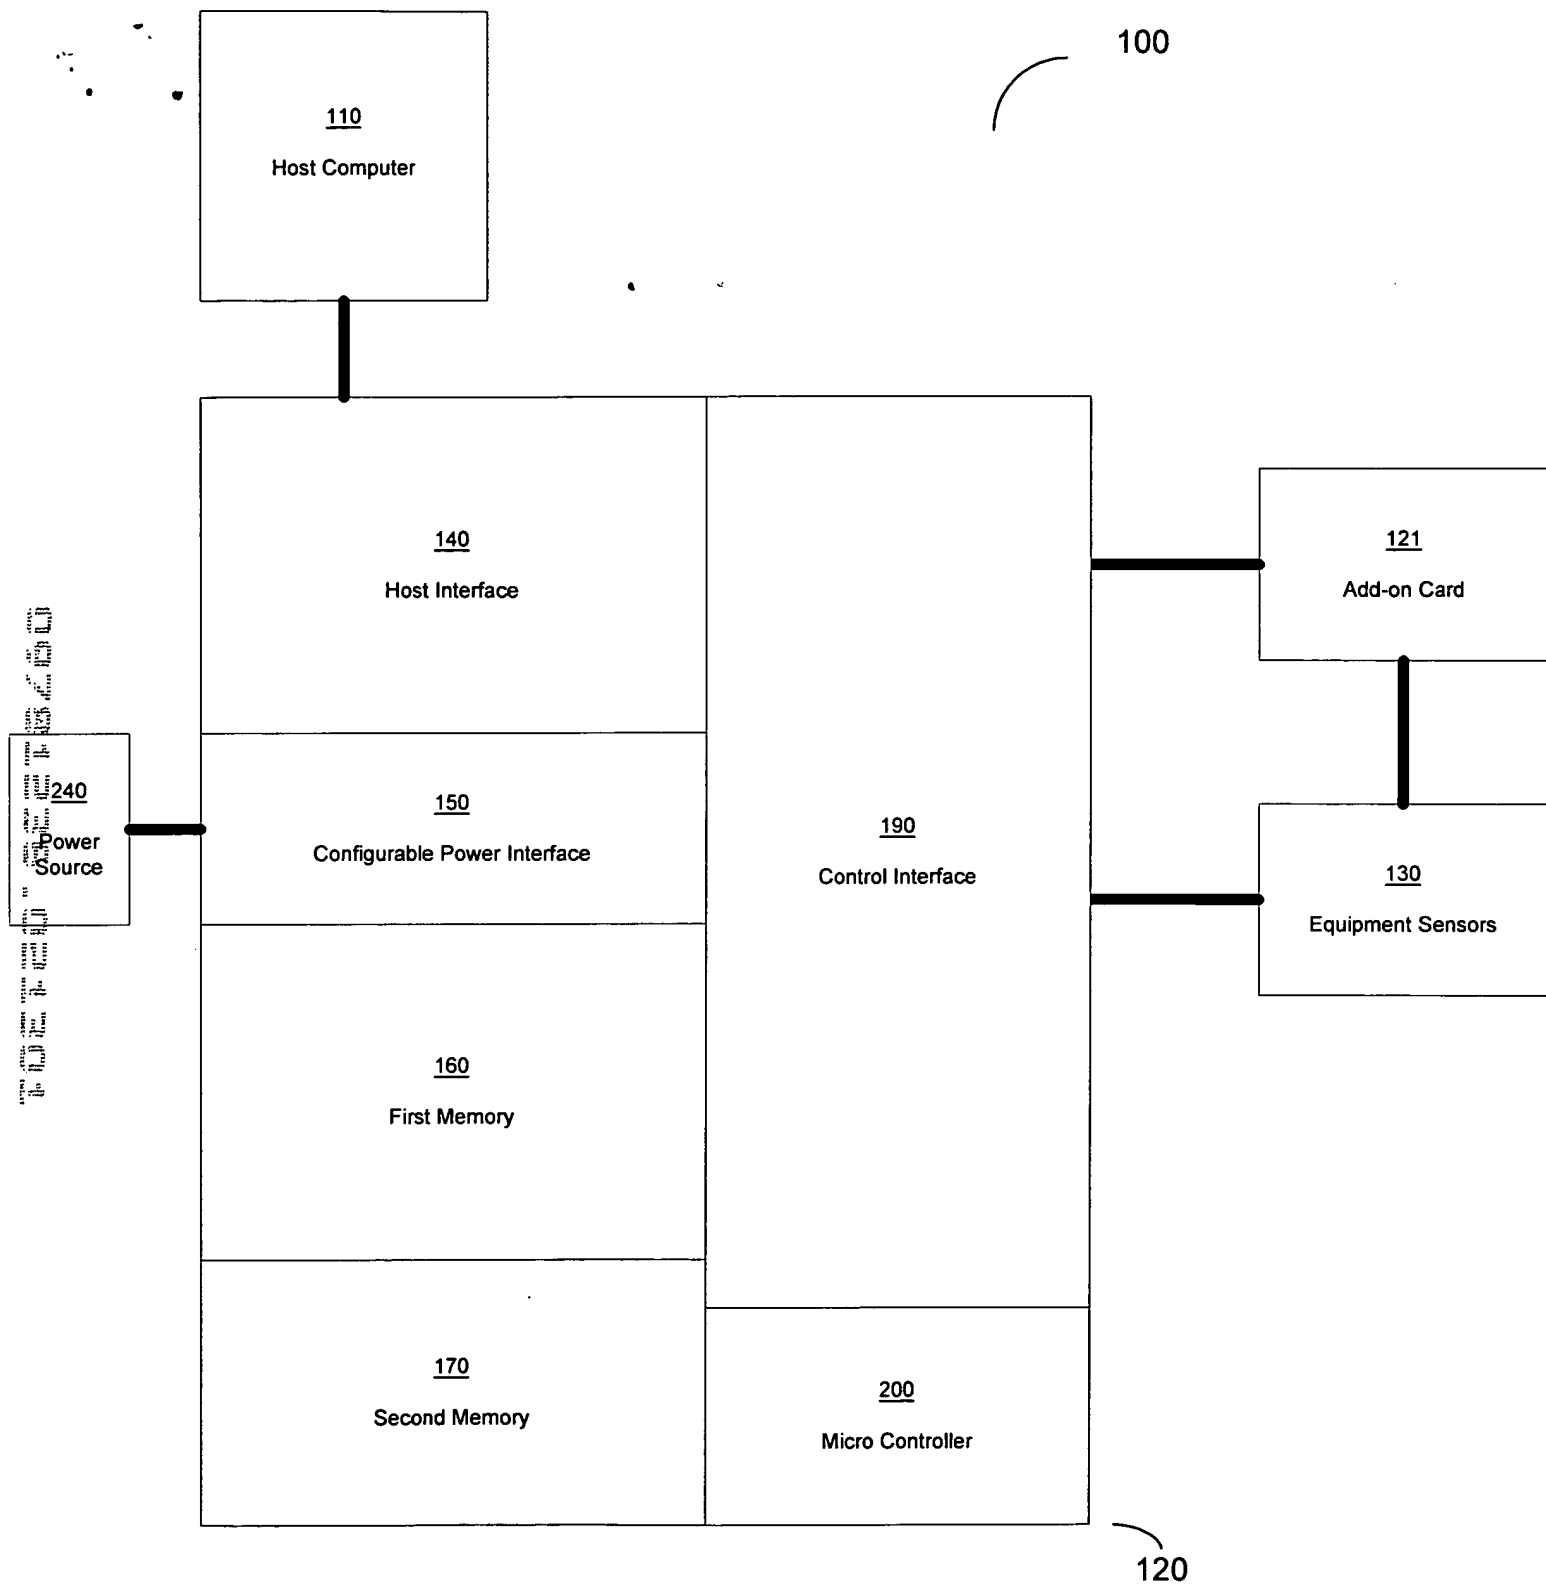 100
110
Host Computer
140
Host Interface
121
Add-on Card
240
Power
Source
150
Configurable Power Interface
190
Control Interface
130
Equipment Sensors
160
First Memory
170
Second Memory
200
Micro Controller
120